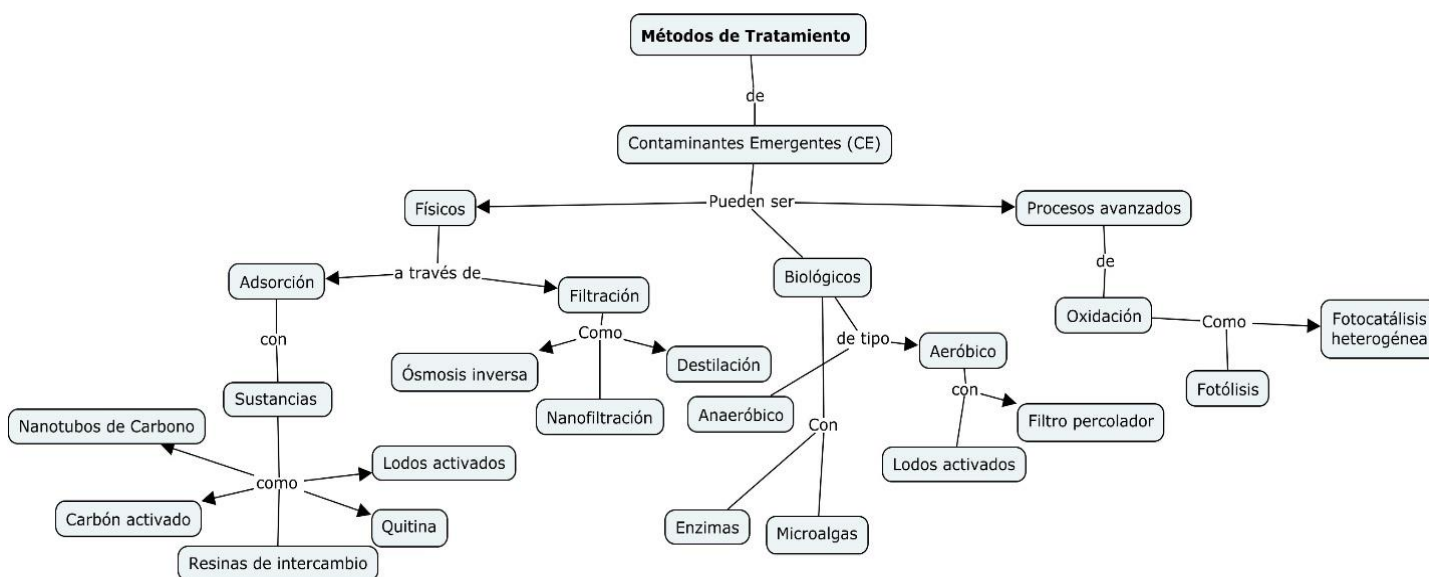 Métodos de Tratamiento
de
Contaminantes Emergentes (CE)
Pueden ser
Físicos
Procesos avanzados
a través de
Adsorción
Filtración
Biológicos
de
Oxidación
Como
Fotocatálisis
heterogénea
Fotólisis
con
Como
Ósmosis inversa
Destilación
Nanofiltración
de tipo
Aeróbico
Anaeróbico
con
Filtro percolador
Lodos activados
Con
Enzimas
Microalgas
Sustancias
como
Nanotubos de Carbono
Lodos activados
Carbón activado
Quitina
Resinas de intercambio